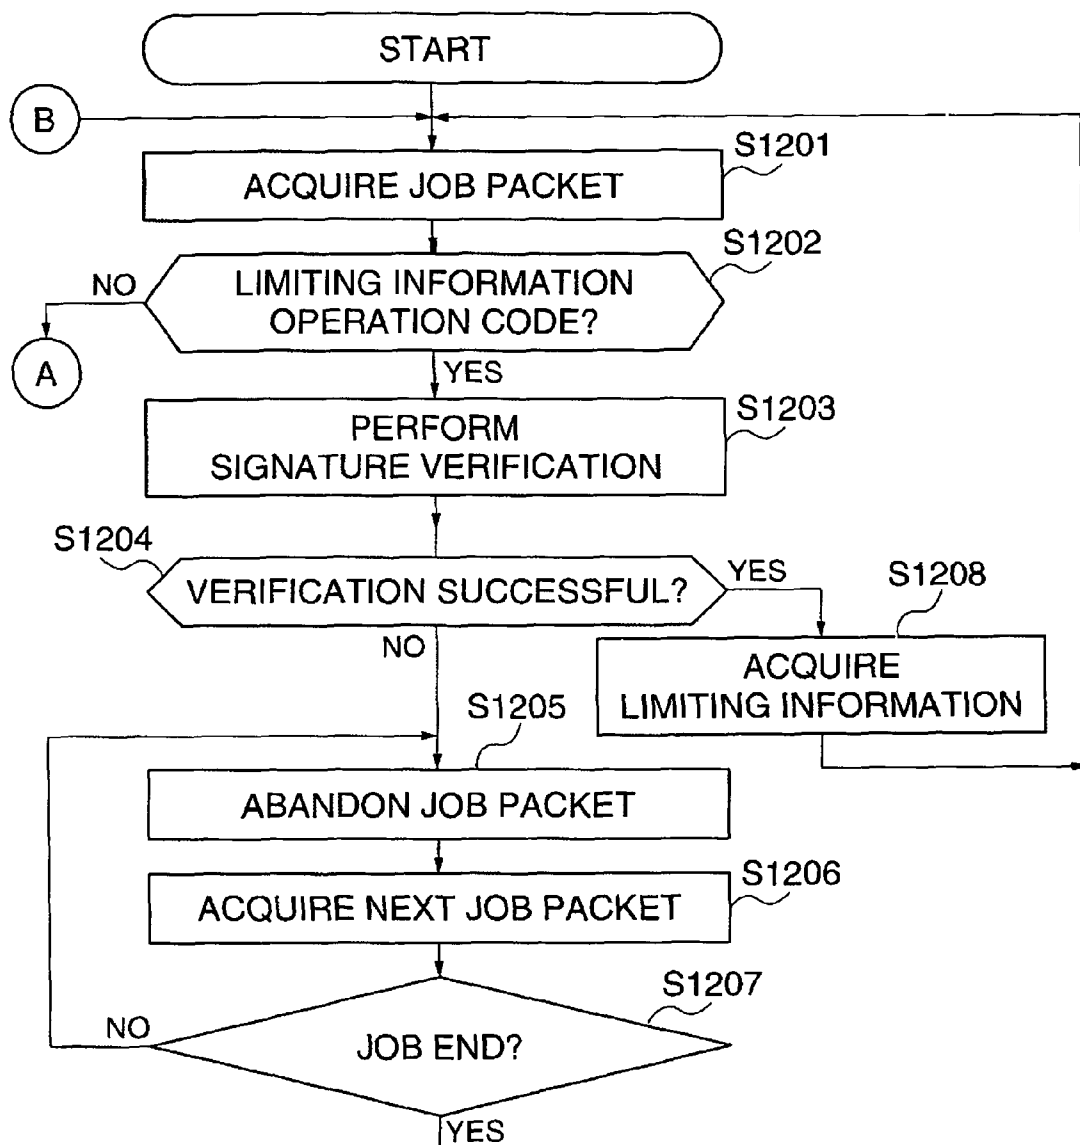 START
B
S1201
ACQUIRE JOB PACKET
S1202
NO
LIMITING INFORMATION
OPERATION CODE?
A
YES
S1203
PERFORM
SIGNATURE VERIFICATION
S1204
VERIFICATION SUCCESSFUL?
YES
S1208
NO
ACQUIRE
LIMITING INFORMATION
S1205
ABANDON JOB PACKET
S1206
ACQUIRE NEXT JOB PACKET
S1207
NO
JOB END?
YES